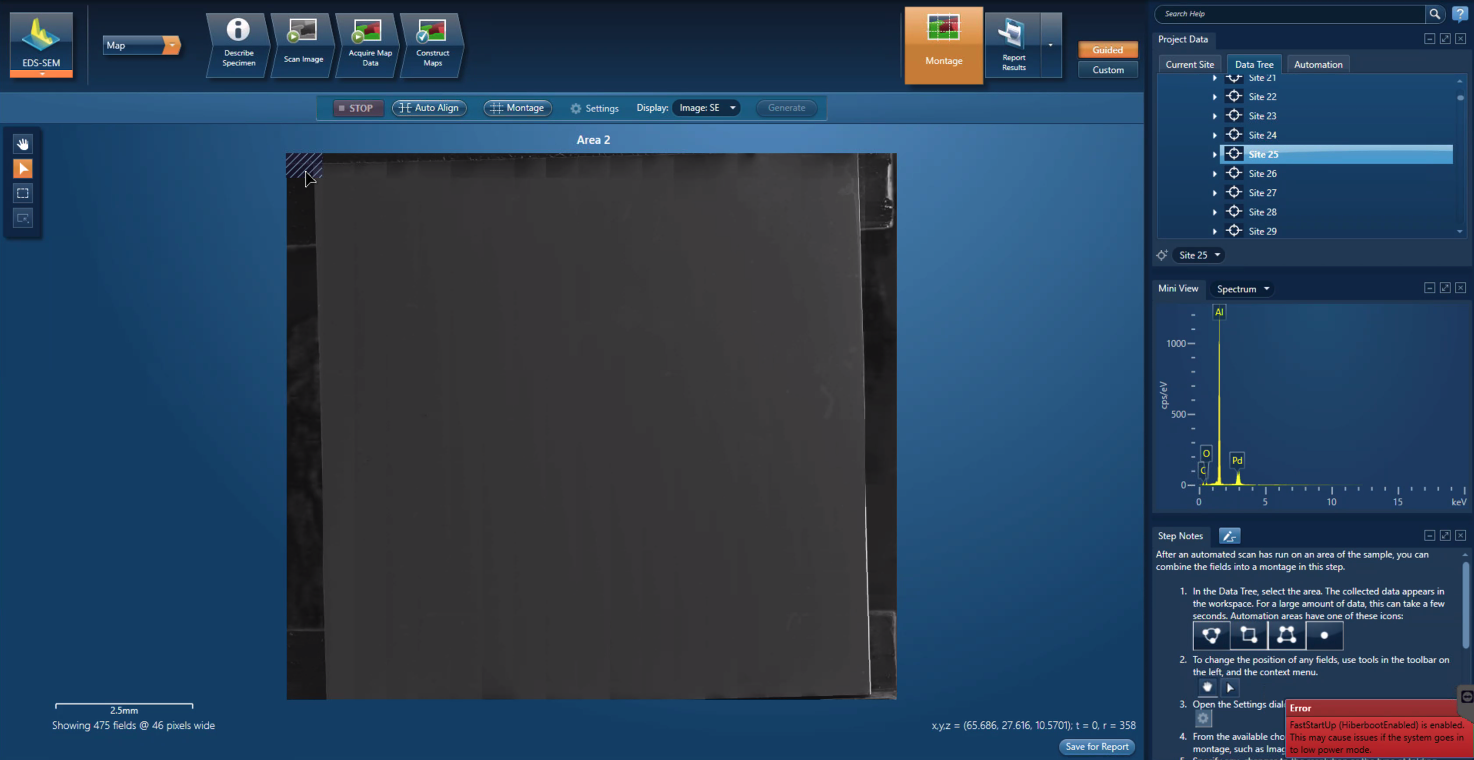 EDS-SEM
Map
Describe
Specimen
Scan Image
Acquire Map
Data
Construct
Maps
Montage
Report
Results
Guided
Custom
STOP
Auto Align
Montage
Settings
Display:
Image: SE
Generate
Area 2
2.5mm
Showing 475 fields @ 46 pixels wide
x,y,z = (65.686, 27.616, 10.5701); t = 0, r = 358
Save for Report
Search Help
?
Project Data
Current Site
Data Tree
Automation
Site 21
Site 22
Site 23
Site 24
Site 25
Site 26
Site 27
Site 28
Site 29
Site 25
Mini View
Spectrum
Al
1000
cps/eV
500
O
C
Pd
0
0
5
10
15
keV
Step Notes
After an automated scan has run on an area of the sample, you can
combine the fields into a montage in this step.
1. In the Data Tree, select the area. The collected data appears in
the workspace. For a large amount of data, this can take a few
seconds. Automation areas have one of these icons:
2. To change the position of any fields, use tools in the toolbar on
the left, and the context menu.
3. Open the Settings dial
4. From the available cho
montage, such as Imag
Error
FastStartUp (HiberbootEnabled) is enabled.
This may cause issues if the system goes in
to low power mode.